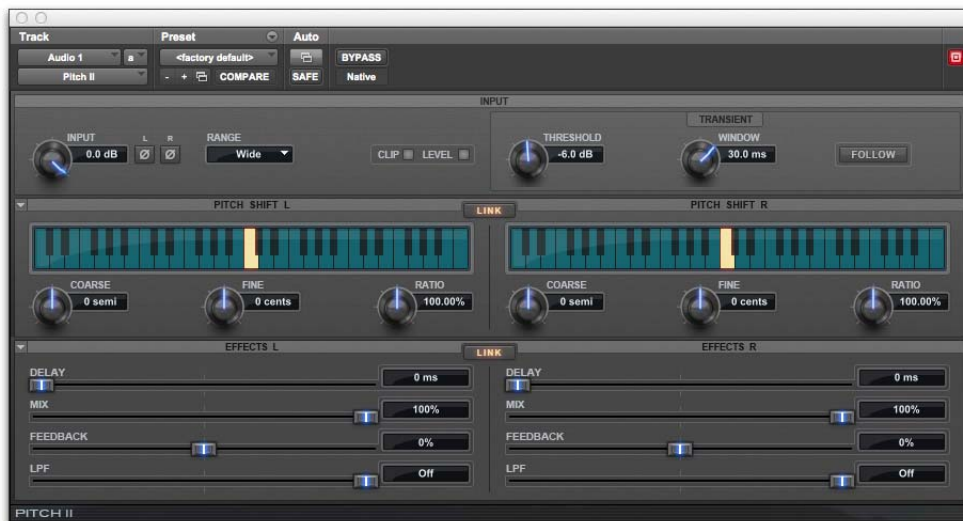 Track Preset Auto
Audio 1 a <factory default> BYPASS
Pitch II - + COMPARE SAFE Native
INPUT
TRANSIENT
INPUT L R RANGE THRESHOLD WINDOW
0.0 dB Ø Ø Wide CLIP LEVEL -6.0 dB 30.0 ms FOLLOW
PITCH SHIFT L LINK PITCH SHIFT R
COARSE FINE RATIO COARSE FINE RATIO
0 semi 0 cents 100.00% 0 semi 0 cents 100.00%
EFFECTS L LINK EFFECTS R
DELAY 0 ms DELAY 0 ms
MIX 100% MIX 100%
FEEDBACK 0% FEEDBACK 0%
LPF Off LPF Off
PITCH II